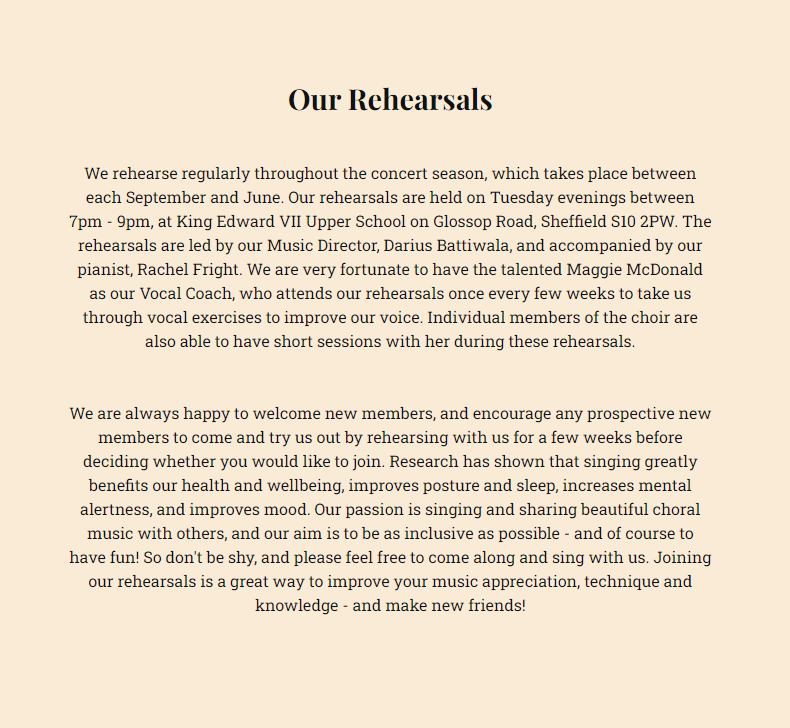 Our Rehearsals
We rehearse regularly throughout the concert season, which takes place between
each September and June. Our rehearsals are held on Tuesday evenings between
7pm - 9pm, at King Edward VII Upper School on Glossop Road, Sheffield S10 2PW. The
rehearsals are led by our Music Director, Darius Battiwala, and accompanied by our
pianist, Rachel Fright. We are very fortunate to have the talented Maggie McDonald
as our Vocal Coach, who attends our rehearsals once every few weeks to take us
through vocal exercises to improve our voice. Individual members of the choir are
also able to have short sessions with her during these rehearsals.
We are always happy to welcome new members, and encourage any prospective new
members to come and try us out by rehearsing with us for a few weeks before
deciding whether you would like to join. Research has shown that singing greatly
benefits our health and wellbeing, improves posture and sleep, increases mental
alertness, and improves mood. Our passion is singing and sharing beautiful choral
music with others, and our aim is to be as inclusive as possible - and of course to
have fun! So don't be shy, and please feel free to come along and sing with us. Joining
our rehearsals is a great way to improve your music appreciation, technique and
knowledge - and make new friends!